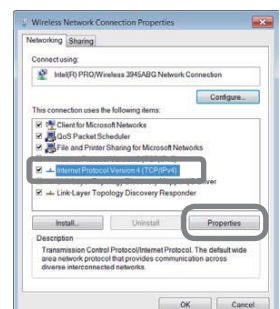 Wireless Network Connection Properties
Networking Sharing
Connect using:
Intel(R) PRO/Wireless 3945ABG Network Connection
Configure...
This connection uses the following items:
Client for Microsoft Networks
QoS Packet Scheduler
File and Printer Sharing for Microsoft Networks
Internet Protocol Version 4 (TCP/IPv4)
Link-Layer Topology Discovery Responder
Install...
Uninstall
Properties
Description
Transmission Control Protocol/Internet Protocol. The default wide
area network protocol that provides communication across
diverse interconnected networks.
OK
Cancel